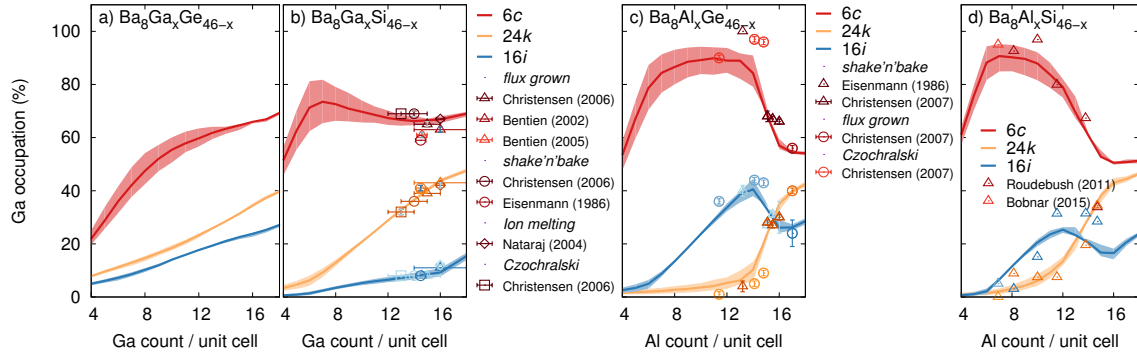 a) Ba8GaxGe46−x
b) Ba8GaxSi46−x
c) Ba8AlxGe46−x
d) Ba8AlxSi46−x
Ga occupation (%)
100
80
60
40
20
0
4 8 12 16
Ga count / unit cell
4 8 12 16
Ga count / unit cell
6c
24k
16i
flux grown
Christensen (2006)
Bentien (2002)
Bentien (2005)
shake'n'bake
Christensen (2006)
Eisenmann (1986)
Ion melting
Nataraj (2004)
Czochralski
Christensen (2006)
4 8 12 16
Al count / unit cell
6c
24k
16i
shake'n'bake
Eisenmann (1986)
Christensen (2007)
flux grown
Christensen (2007)
Czochralski
Christensen (2007)
4 8 12 16
Al count / unit cell
6c
24k
16i
Roudebush (2011)
Bobnar (2015)